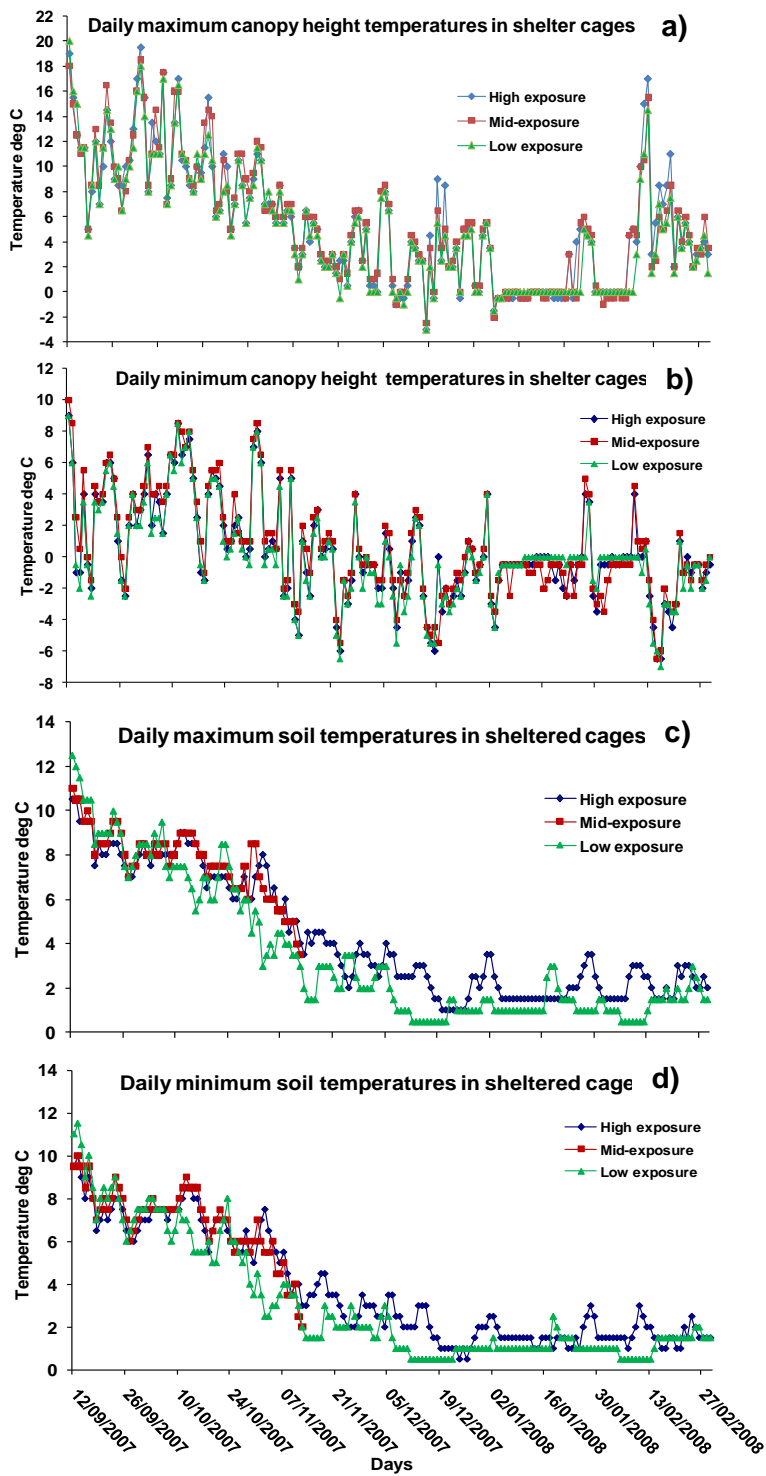 Daily maximum canopy height temperatures in shelter cages a)
Temperature deg C
22
20
18
16
14
12
10
8
6
4
2
0
-2
-4
High exposure
Mid-exposure
Low exposure
Daily minimum canopy height temperatures in shelter cages b)
Temperature deg C
12
10
8
6
4
2
0
-2
-4
-6
-8
High exposure
Mid-exposure
Low exposure
Daily maximum soil temperatures in sheltered cages c)
Temperature deg C
14
12
10
8
6
4
2
0
High exposure
Mid-exposure
Low exposure
Daily minimum soil temperatures in sheltered cage d)
Temperature deg C
14
12
10
8
6
4
2
0
High exposure
Mid-exposure
Low exposure
12/09/2007
26/09/2007
10/10/2007
24/10/2007
07/11/2007
21/11/2007
05/12/2007
19/12/2007
02/01/2008
16/01/2008
30/01/2008
13/02/2008
27/02/2008
Days